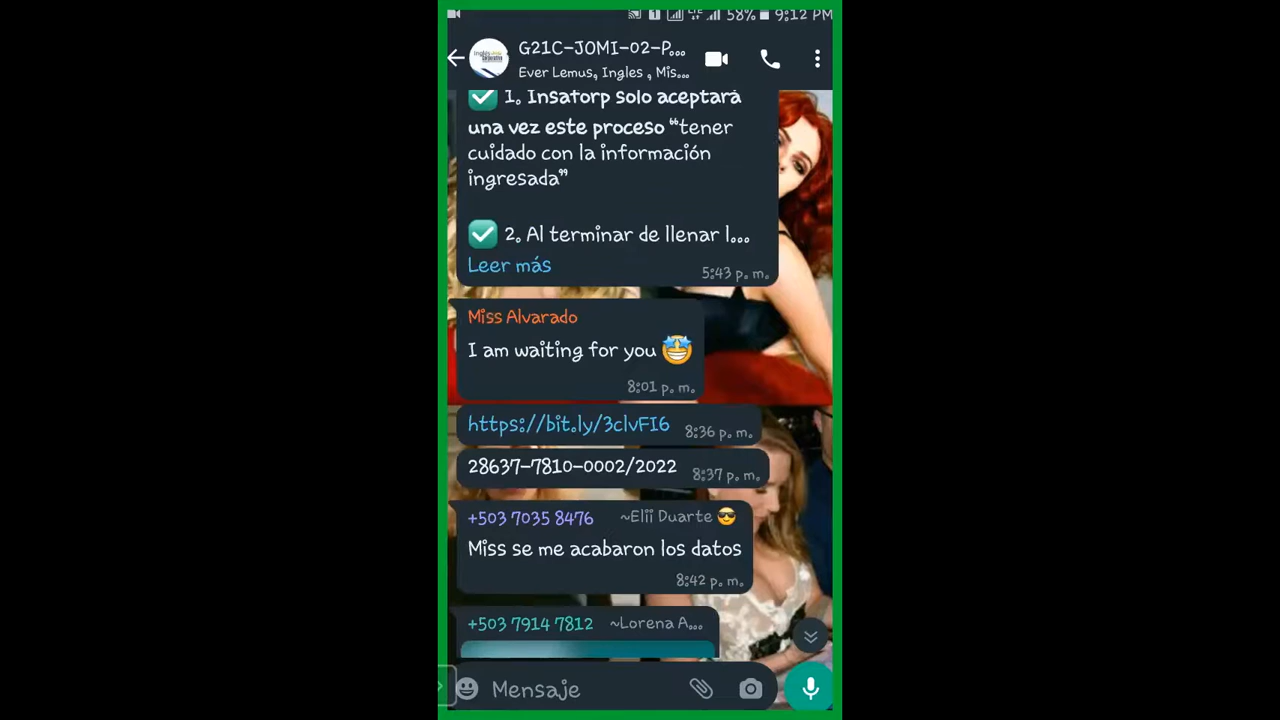 58% 9:12 PM
G21C-JOMI-02-P...
Ever Lemus, Ingles , Mis...
1. Insaforp solo aceptará
una vez este proceso “tener
cuidado con la información
ingresada”
2. Al terminar de llenar l...
Leer más
5:43 p. m.
Miss Alvarado
I am waiting for you 🤩
8:01 p. m.
https://bit.ly/3clvFI6 8:36 p. m.
28637-7810-0002/2022 8:37 p. m.
+503 7035 8476 ~Elii Duarte 😎
Miss se me acabaron los datos
8:42 p. m.
+503 7914 7812 ~Lorena A...
Mensaje